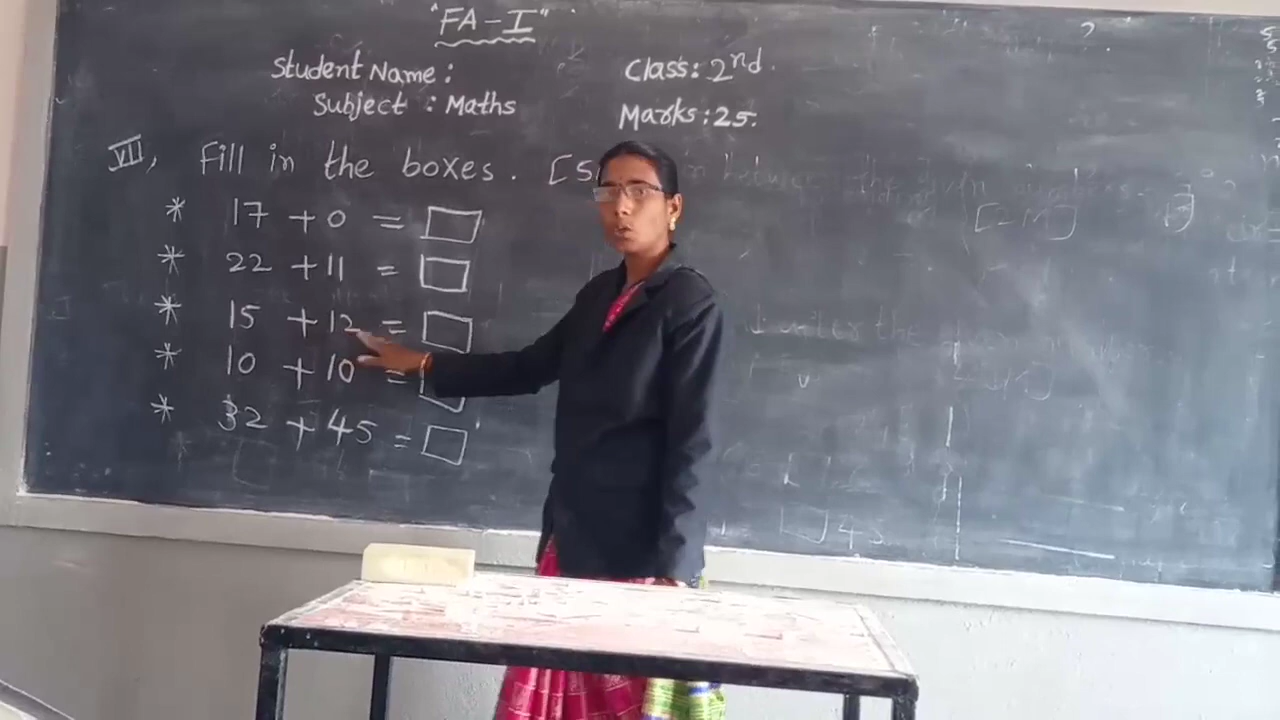 "FA-I"
Student Name :
Class: 2nd.
Subject : Maths
Marks: 25.
VII, Fill in the boxes. [5
* 17 + 0 =
* 22 + 11 =
* 15 + 12 =
* 10 + 10 =
* 32 + 45 =